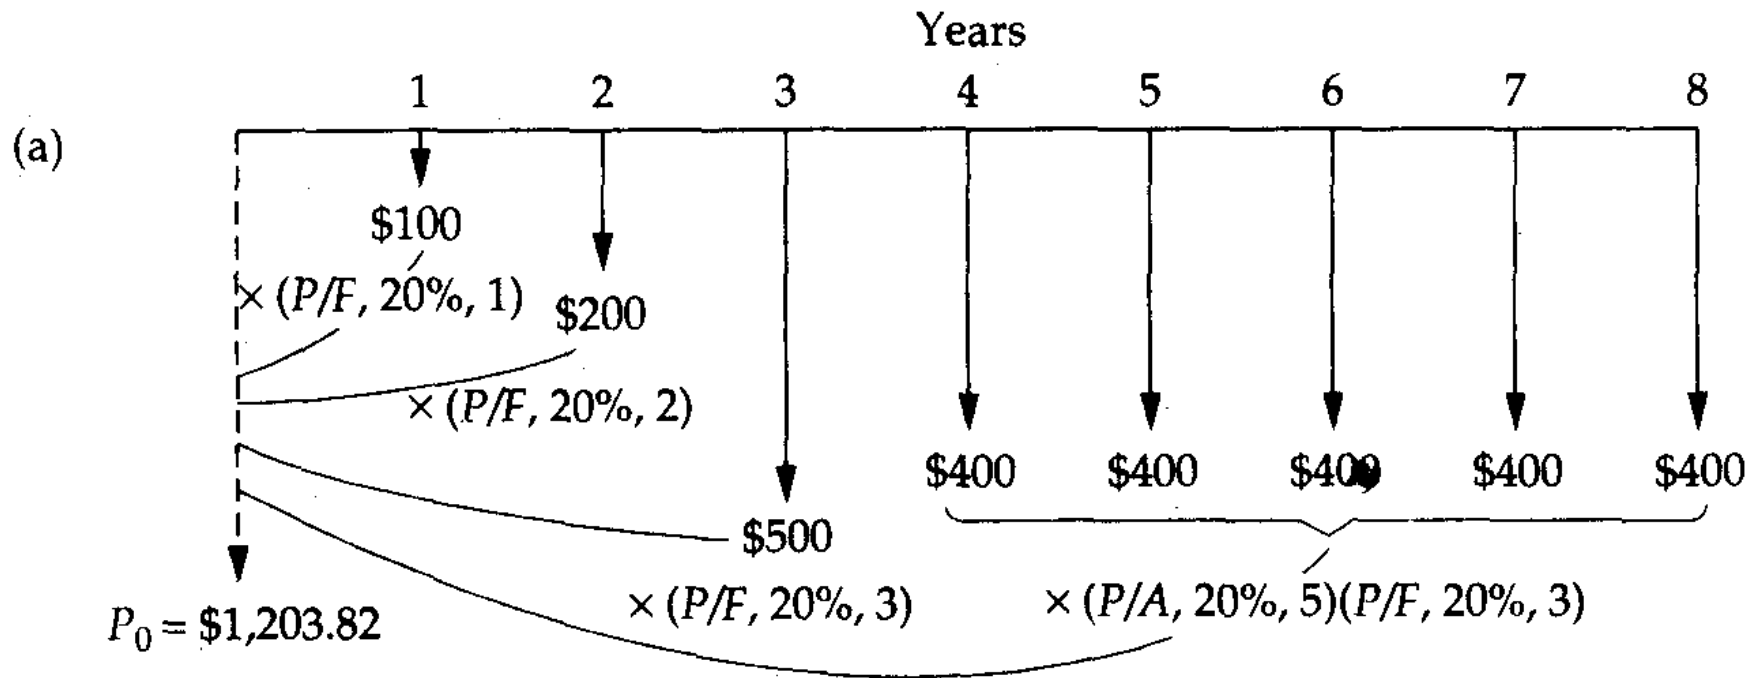 Years
1 2 3 4 5 6 7 8
(a)
$100
× (P/F, 20%, 1)
$200
× (P/F, 20%, 2)
$400 $400 $400 $400 $400
$500
× (P/F, 20%, 3)
× (P/A, 20%, 5)(P/F, 20%, 3)
P₀ = $1,203.82